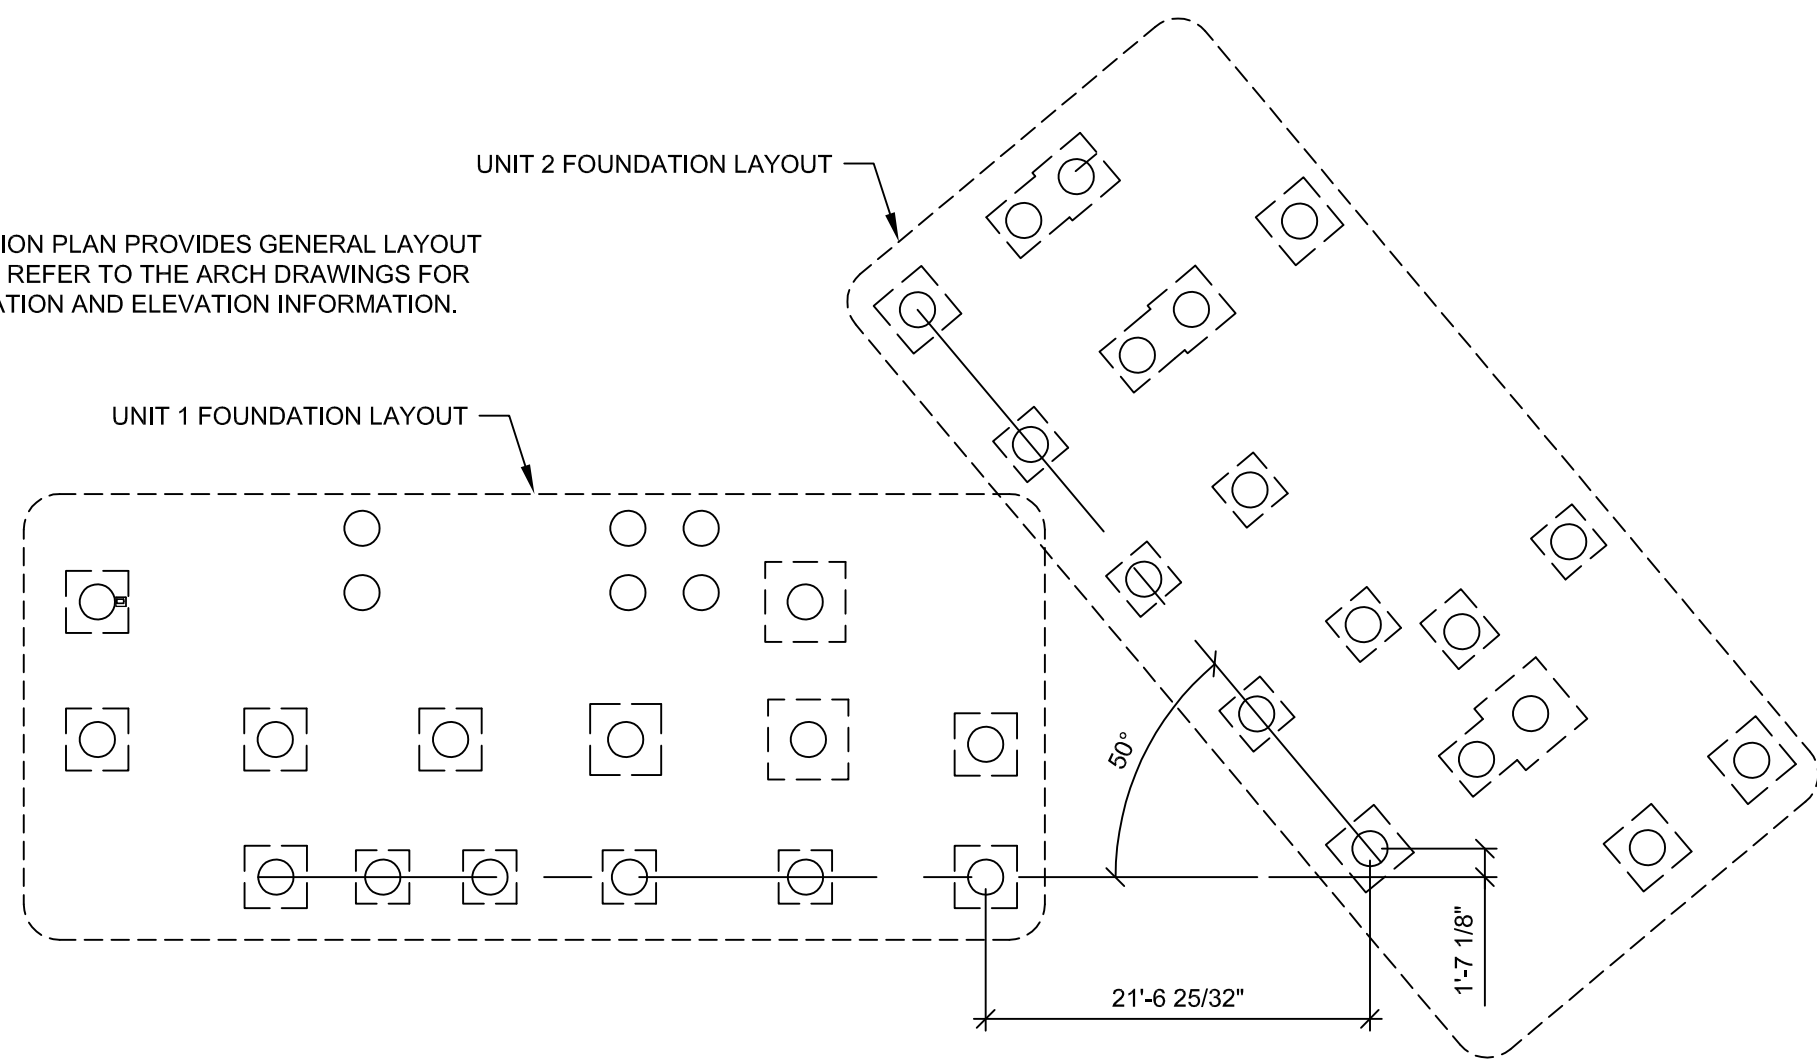 UNIT 2 FOUNDATION LAYOUT
ION PLAN PROVIDES GENERAL LAYOUT
REFER TO THE ARCH DRAWINGS FOR
ATION AND ELEVATION INFORMATION.
UNIT 1 FOUNDATION LAYOUT
50°
1'-7 1/8"
21'-6 25/32"